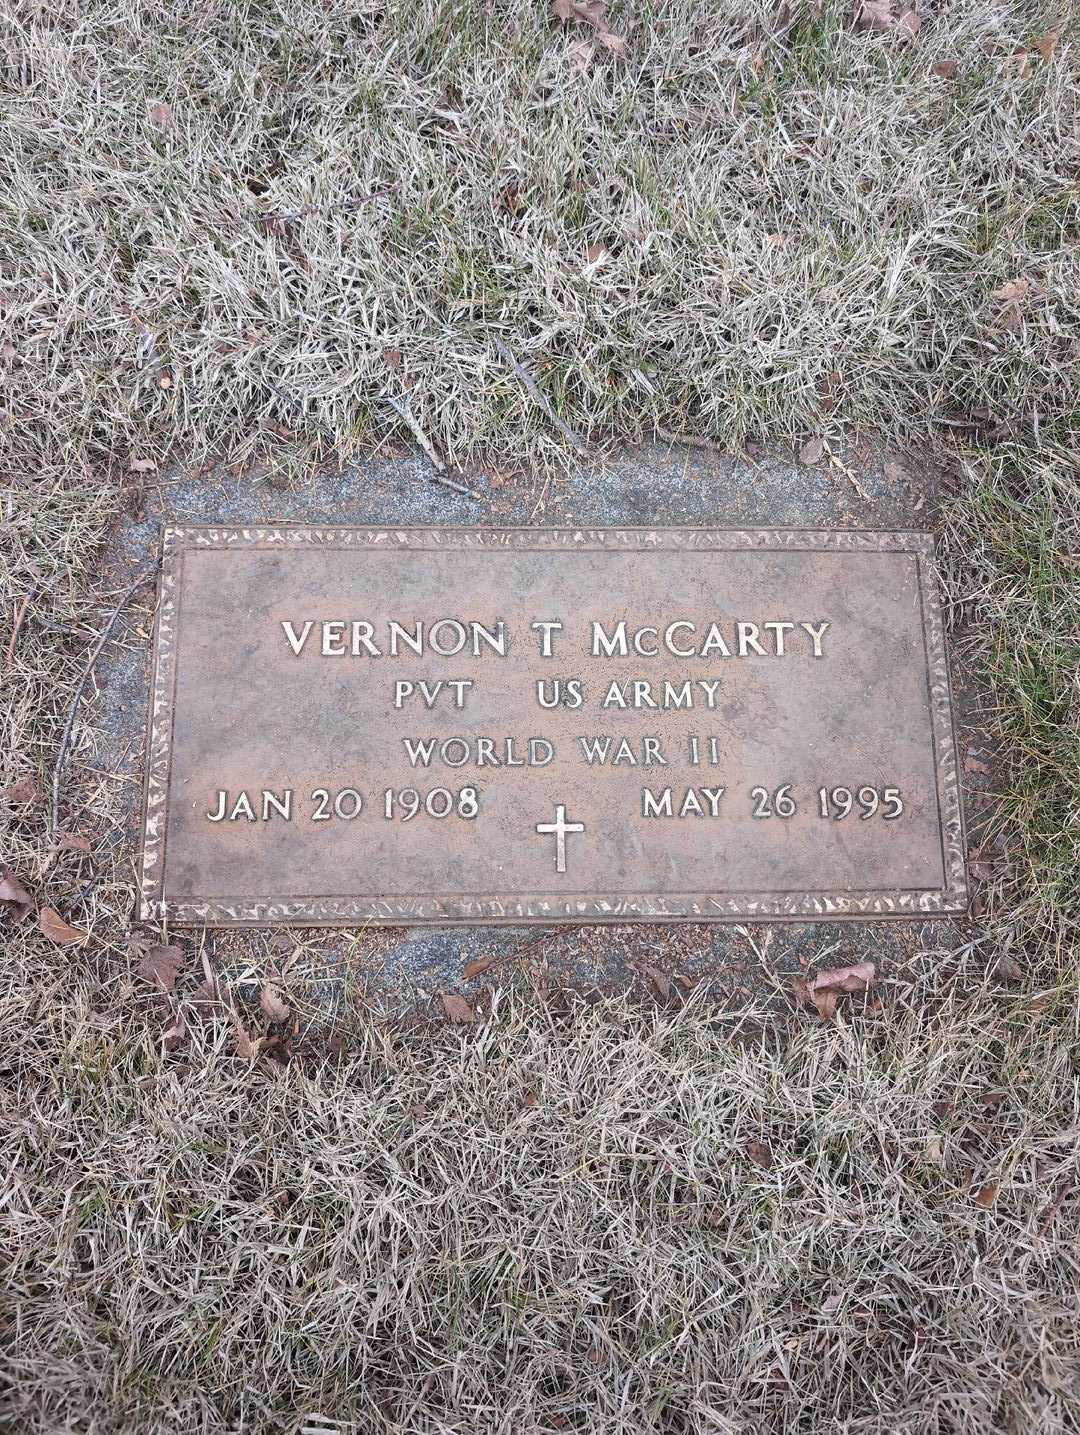 VERNON T McCARTY
PVT US ARMY
WORLD WAR II
JAN 20 1908 MAY 26 1995